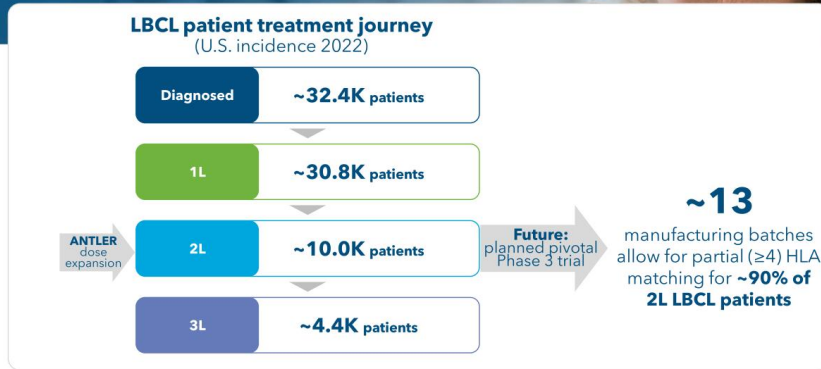 LBCL patient treatment journey
(U.S. incidence 2022)
Diagnosed
~32.4K patients
1L
~30.8K patients
ANTLER
dose
expansion
2L
~10.0K patients
Future:
planned pivotal
Phase 3 trial
~13
manufacturing batches
allow for partial (≥4) HLA
matching for ~90% of
2L LBCL patients
3L
~4.4K patients